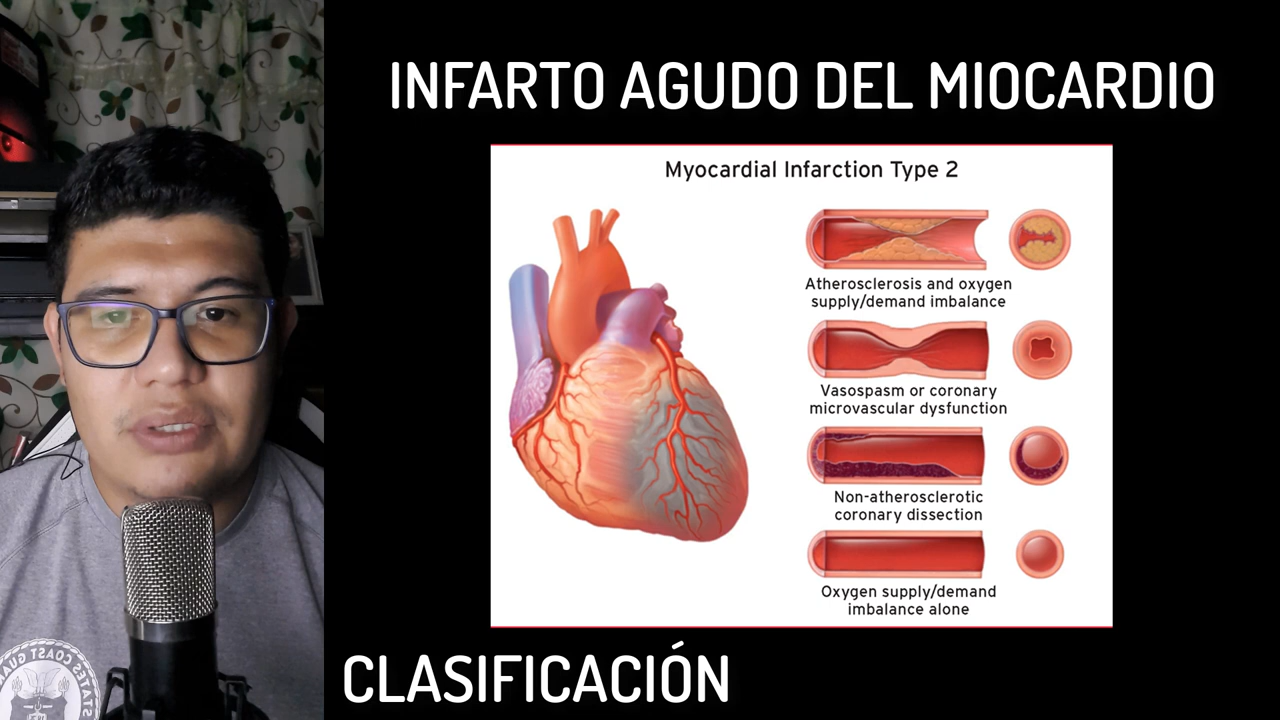 INFARTO AGUDO DEL MIOCARDIO
Myocardial Infarction Type 2
Atherosclerosis and oxygen
supply/demand imbalance
Vasospasm or coronary
microvascular dysfunction
Non-atherosclerotic
coronary dissection
Oxygen supply/demand
imbalance alone
CLASIFICACIÓN